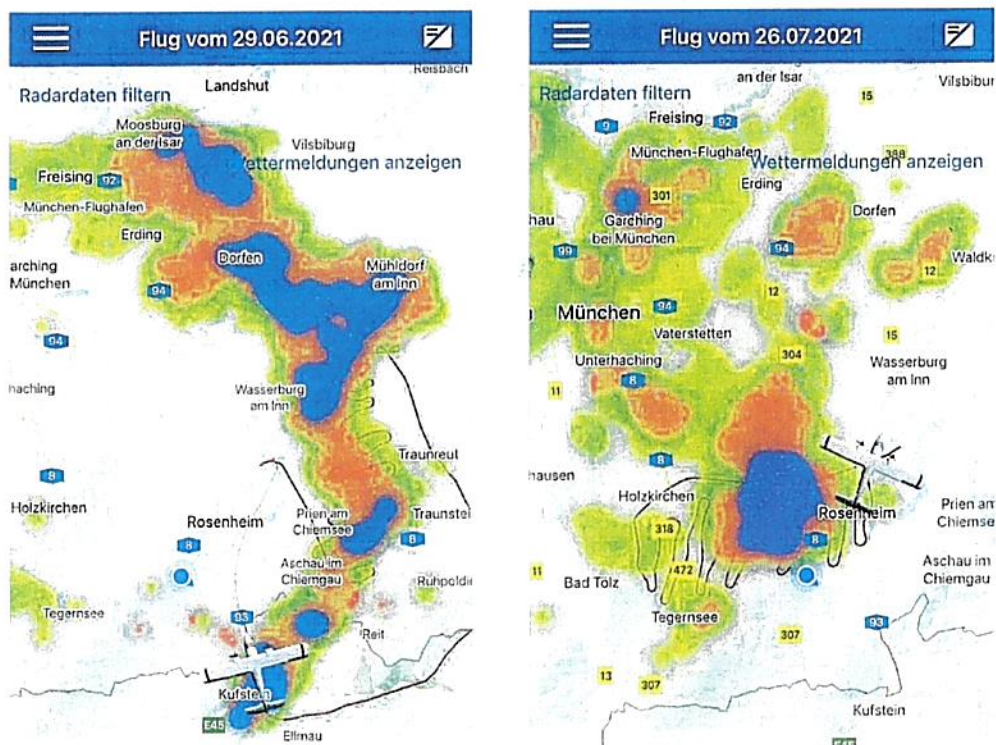 Flug vom 29.06.2021
Reisbach
Landshut
Radardaten filtern
Moosburg
an der Isar
Vilsbiburg
Wettermeldungen anzeigen
Freising
92
München-Flughafen
Erding
Dorfen
arching
München
Mühldorf
am Inn
94
94
haching
Wasserburg
am Inn
Traunreut
8
Holzkirchen
Rosenheim
Prien am
Chiemsee
Traunstei
8
8
Aschau im
Chiemgau
Ruhpoldi
Tegernsee
93
Reit
Kufstein
E45
Ellmau
Flug vom 26.07.2021
an der Isar
Vilsbibur
Radardaten filtern
15
9
Freising
92
München-Flughafen
Wettermeldungen anzeigen
388
Erding
301
hau
Garching
bei München
Dorfen
99
94
Waldk
12
12
München
94
Vaterstetten
15
304
Unterhaching
Wasserburg
am Inn
8
11
8
hausen
Holzkirchen
Rosenheim
Prien am
Chiemse
318
8
Aschau im
Chiemgau
11
Bad Tölz
472
Tegernsee
93
307
13
307
Kufstein
E45